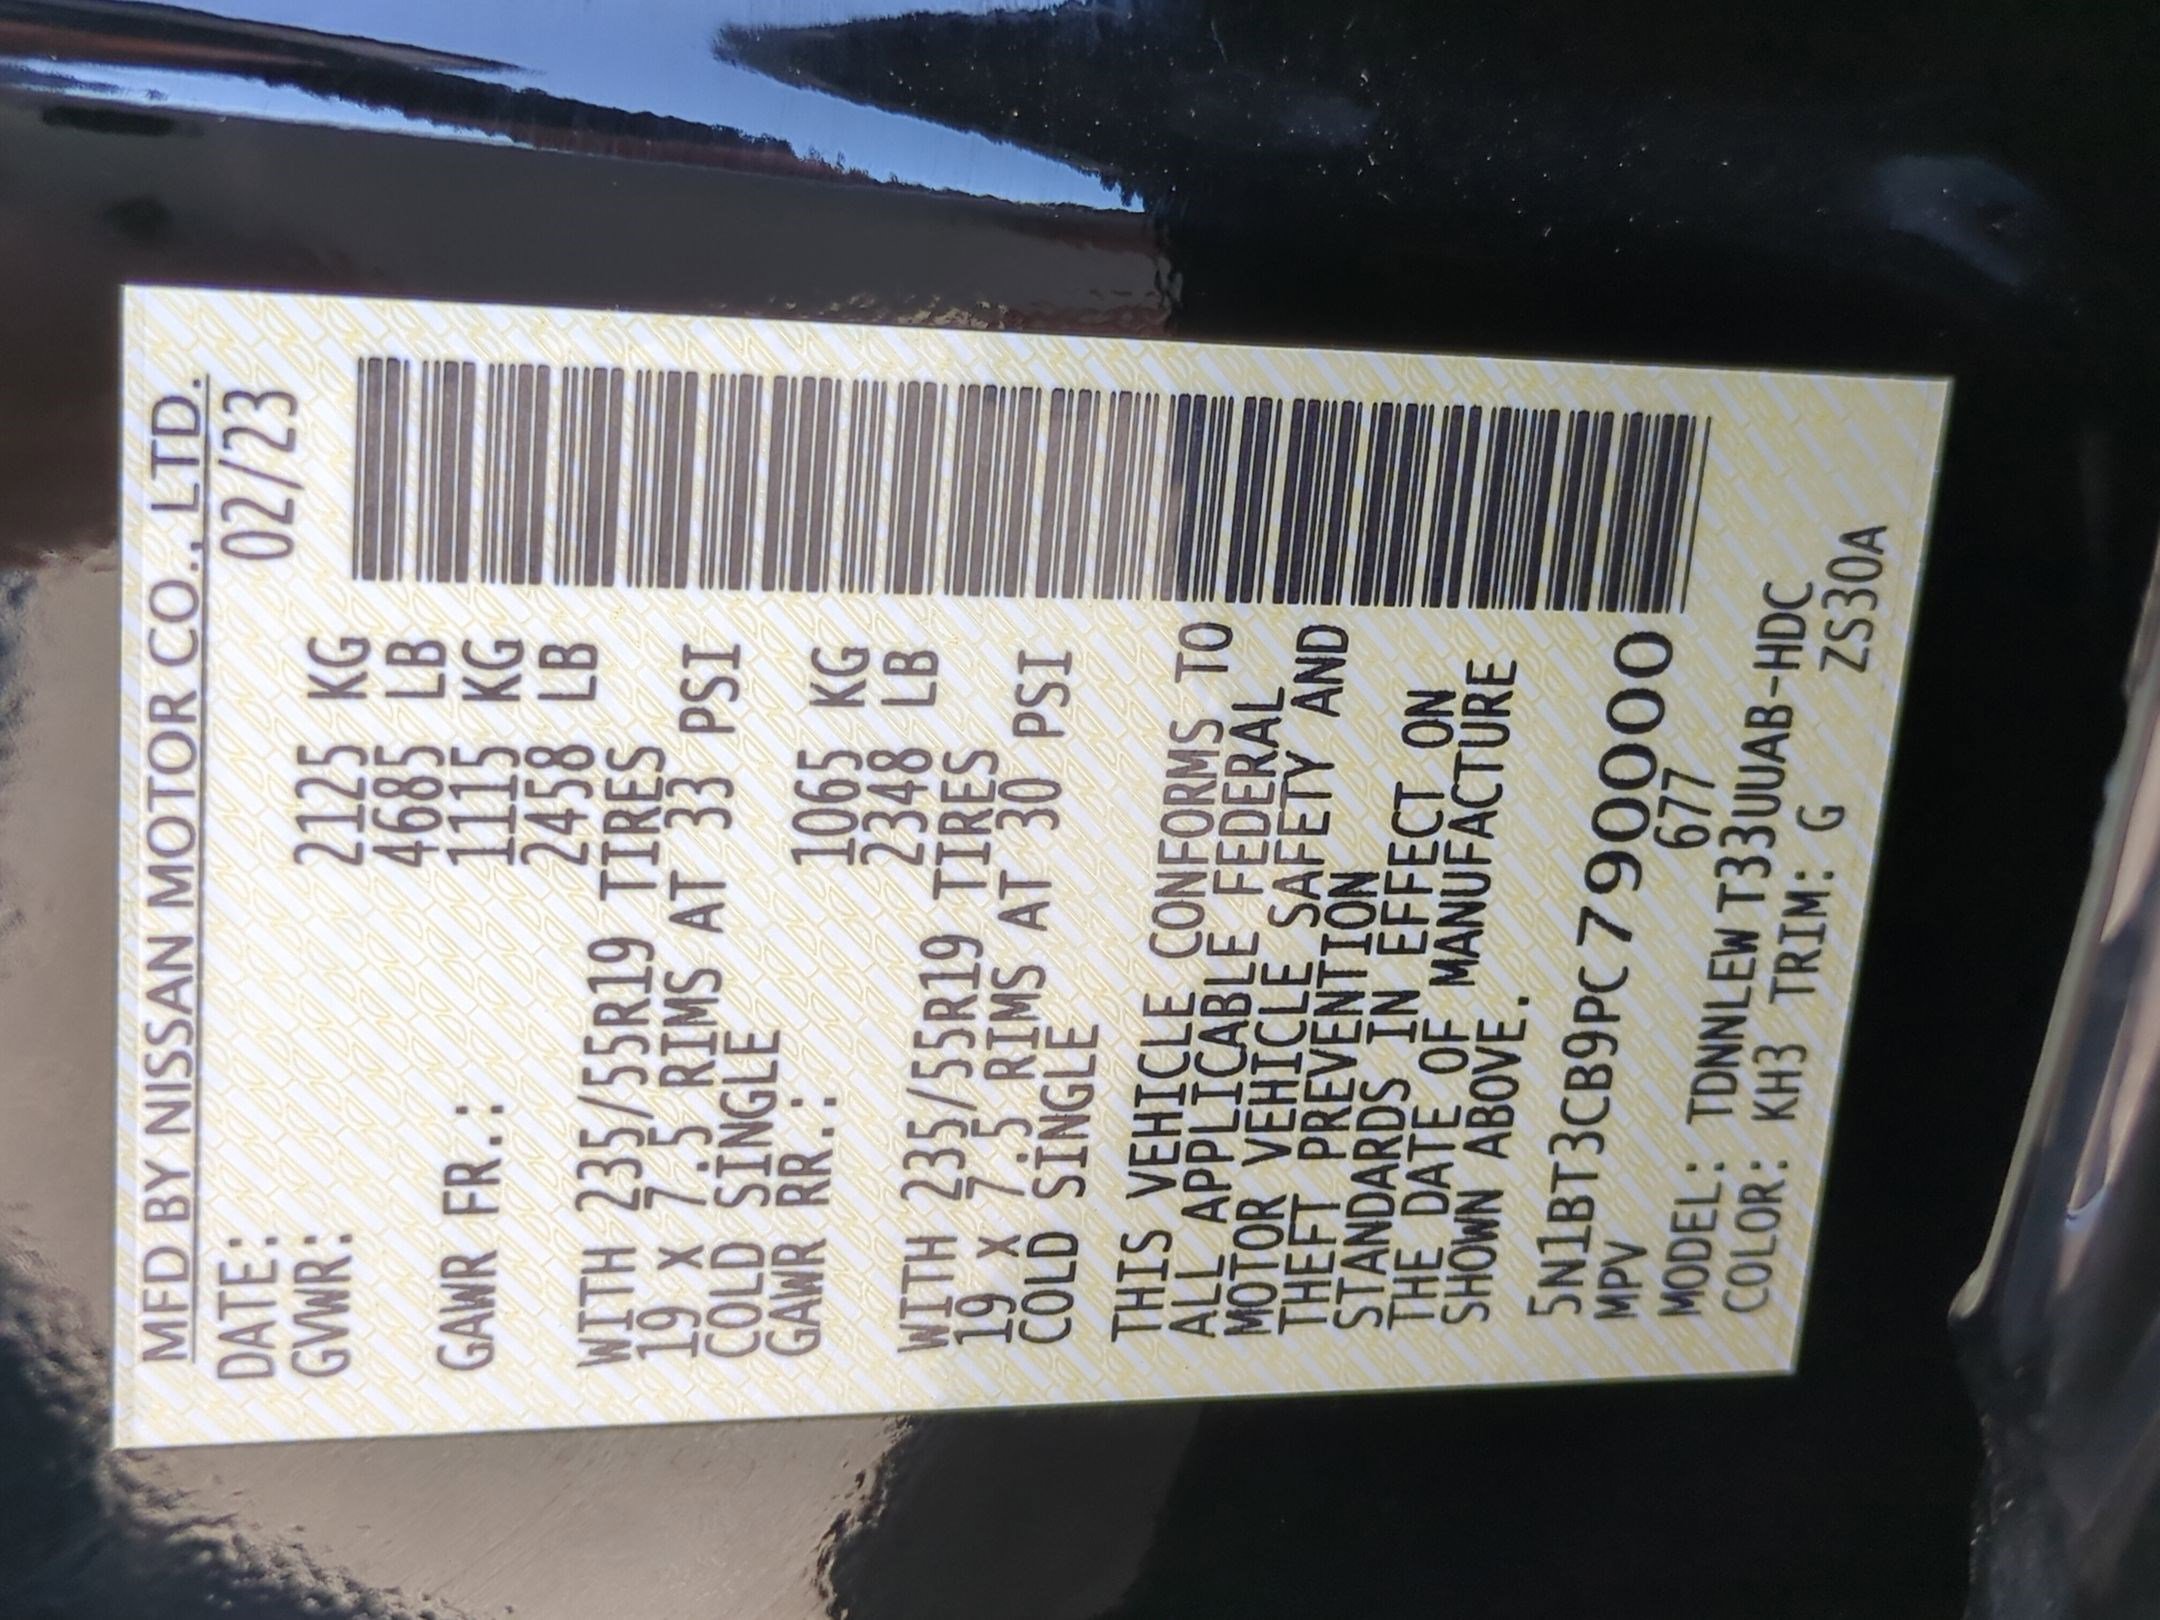 MFD BY NISSAN MOTOR CO., LTD.
DATE: 02/23
GVWR: 2125 KG
4685 LB
GAWR FR.: 1115 KG
2458 LB
WITH 235/55R19 TIRES
19 X 7.5 RIMS AT 33 PSI
COLD SINGLE
GAWR RR.: 1065 KG
2348 LB
WITH 235/55R19 TIRES
19 X 7.5 RIMS AT 30 PSI
COLD SINGLE
THIS VEHICLE CONFORMS TO
ALL APPLICABLE FEDERAL
MOTOR VEHICLE SAFETY AND
THEFT PREVENTION
STANDARDS IN EFFECT ON
THE DATE OF MANUFACTURE
SHOWN ABOVE.
5N1BT3CB9PC790000
MPV 677
MODEL: TDNNLEWT33UUAB-HDC
COLOR: KH3 TRIM: G ZS30A